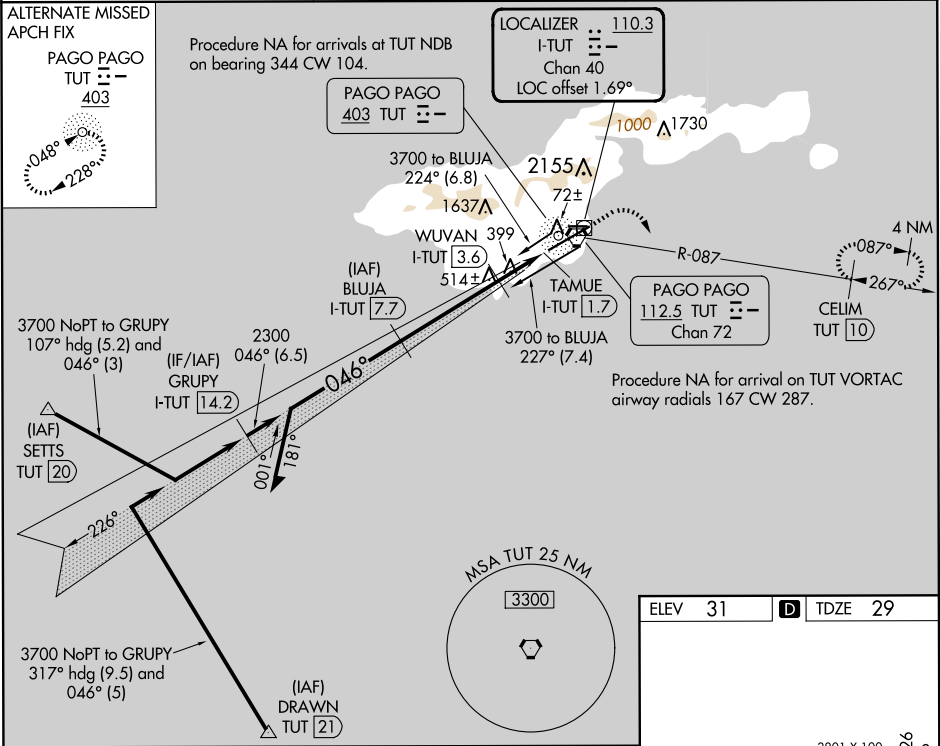 ALTERNATE MISSED
APCH FIX
PAGO PAGO
TUT
403
048°
228°
Procedure NA for arrivals at TUT NDB
on bearing 344 CW 104.
LOCALIZER 110.3
I-TUT
Chan 40
LOC offset 1.69°
PAGO PAGO
403 TUT
1000
1730
3700 to BLUJA
224° (6.8)
2155
72±
1637
WUVAN
I-TUT 3.6
399
514±
4 NM
087°
267°
R-087
(IAF)
BLUJA
I-TUT 7.7
TAMUE
I-TUT 1.7
PAGO PAGO
112.5 TUT
Chan 72
CELIM
TUT 10
3700 NoPT to GRUPY
107° hdg (5.2) and
046° (3)
2300
046° (6.5)
3700 to BLUJA
227° (7.4)
(IF/IAF)
GRUPY
I-TUT 14.2
046°
Procedure NA for arrival on TUT VORTAC
airway radials 167 CW 287.
(IAF)
SETTS
TUT 20
001°
181°
226°
MSA TUT 25 NM
3300
ELEV 31 D TDZE 29
3700 NoPT to GRUPY
317° hdg (9.5) and
046° (5)
(IAF)
DRAWN
TUT 21